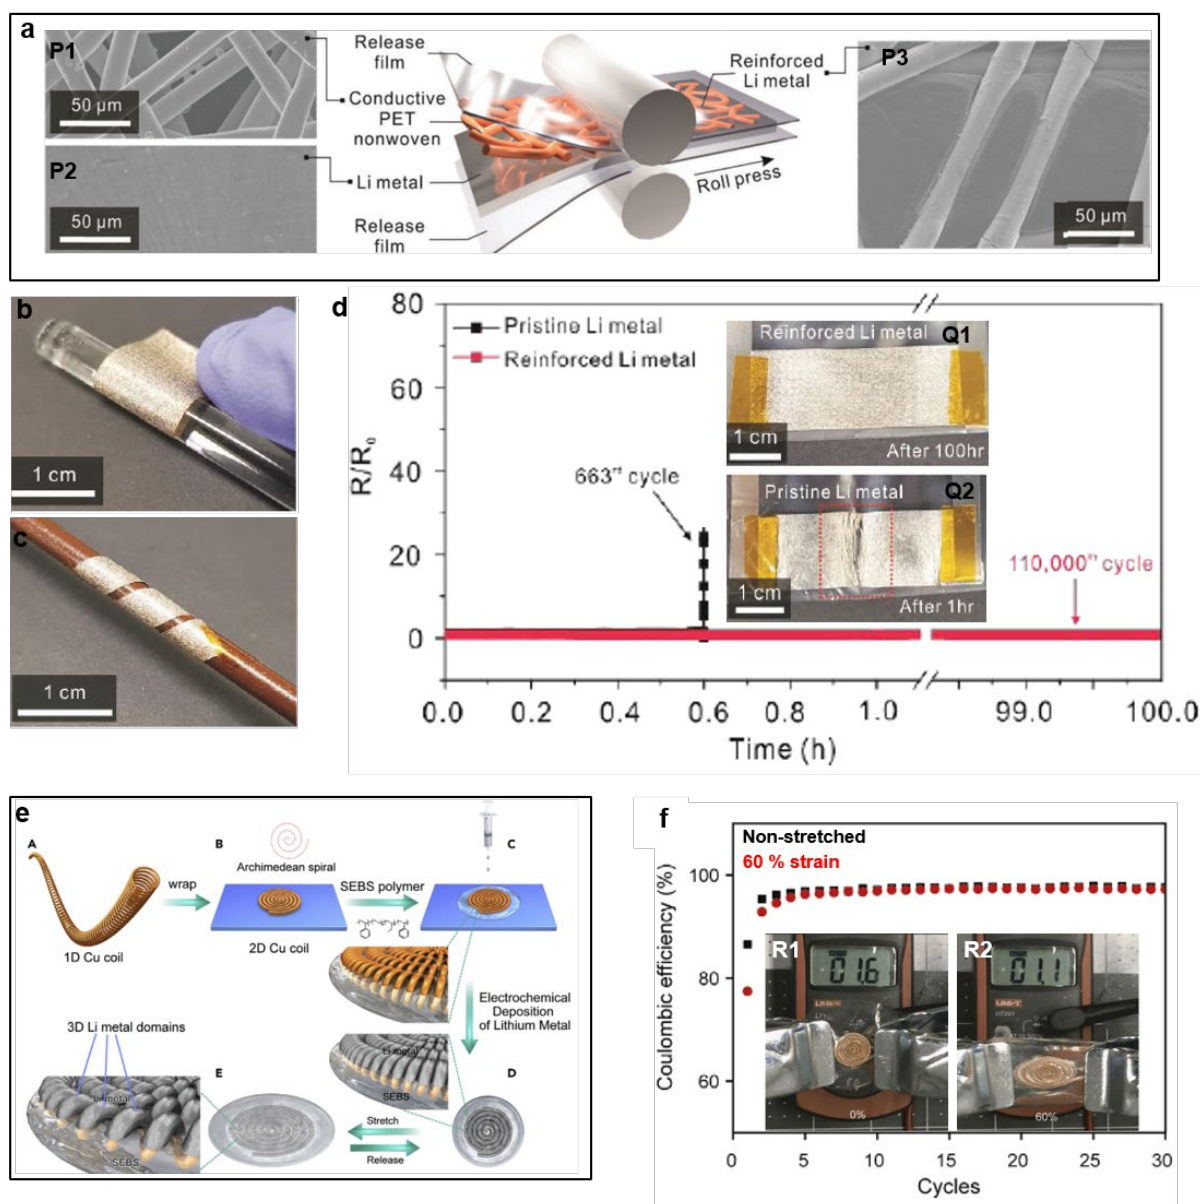 a
P1
50 µm
P2
50 µm
Release
film
Conductive
PET
nonwoven
Li metal
Release
film
Reinforced
Li metal
Roll press
P3
50 µm
b
1 cm
c
1 cm
d
80
60
40
20
0
R/R₀
Pristine Li metal
Reinforced Li metal
663ʳᵈ cycle
Reinforced Li metal
Q1
1 cm
After 100hr
Pristine Li metal
Q2
1 cm
After 1hr
110,000ᵗʰ cycle
0.0 0.2 0.4 0.6 0.8 1.0 99.0 100.0
Time (h)
e
A
1D Cu coil
wrap
B
Archimedean spiral
2D Cu coil
SEBS polymer
C
Electrochemical
Deposition
of Lithium Metal
3D Li metal domains
Li metal
SEBS
E
Stretch
Release
Li metal
SEBS
D
f
Non-stretched
60 % strain
100
80
60
Coulombic efficiency (%)
R1
01.6
0%
R2
01.1
UNI-T
60%
0 5 10 15 20 25 30
Cycles